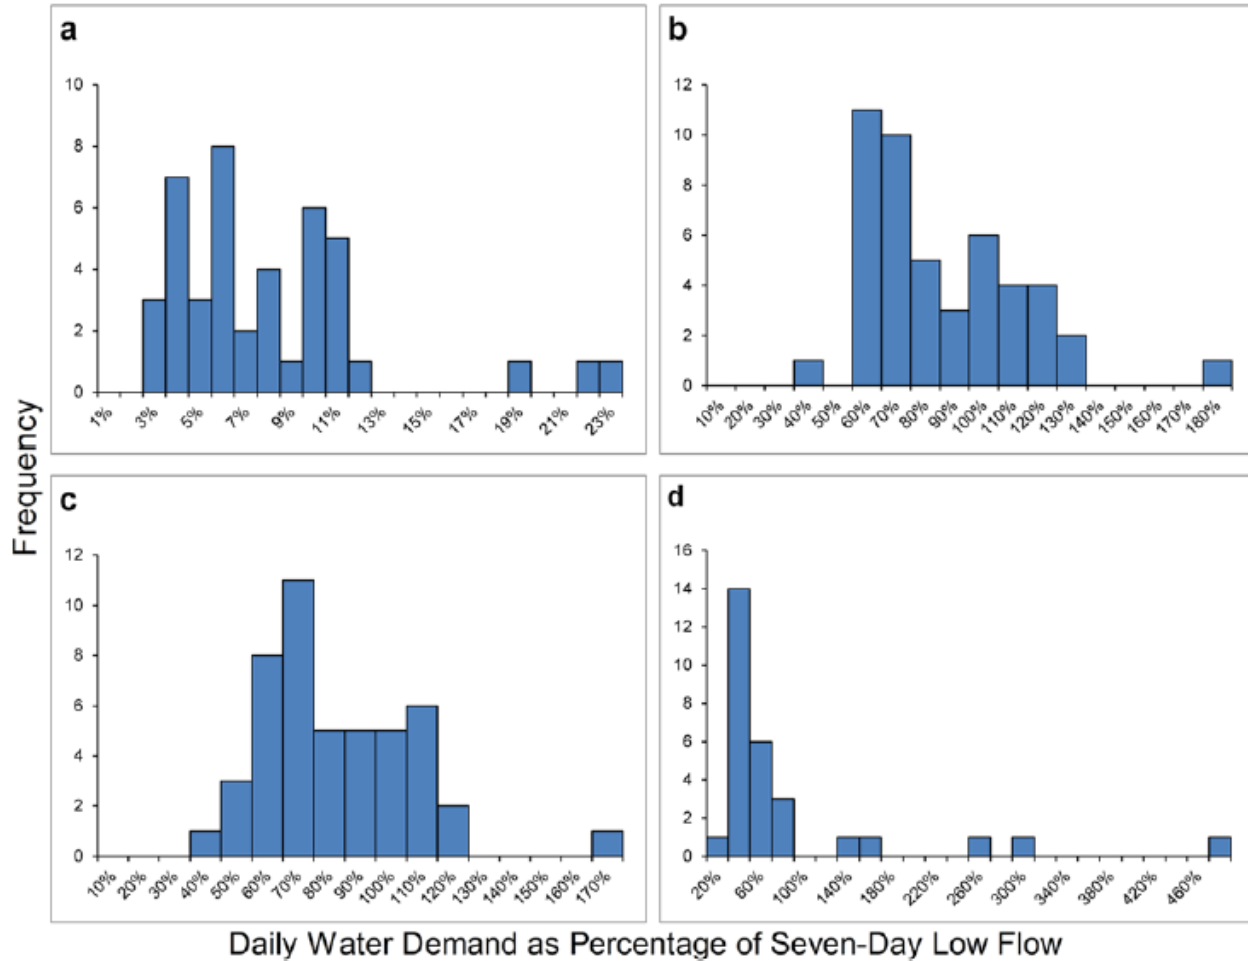 a
10
8
6
4
2
0
1% 3% 5% 7% 9% 11% 13% 15% 17% 19% 21% 23%
b
12
10
8
6
4
2
0
10% 20% 30% 40% 50% 60% 70% 80% 90% 100% 110% 120% 130% 140% 150% 160% 170% 180%
Frequency
c
12
10
8
6
4
2
0
10% 20% 30% 40% 50% 60% 70% 80% 90% 100% 110% 120% 130% 140% 150% 160% 170%
d
16
14
12
10
8
6
4
2
0
20% 60% 100% 140% 180% 220% 260% 300% 340% 380% 420% 460%
Daily Water Demand as Percentage of Seven-Day Low Flow